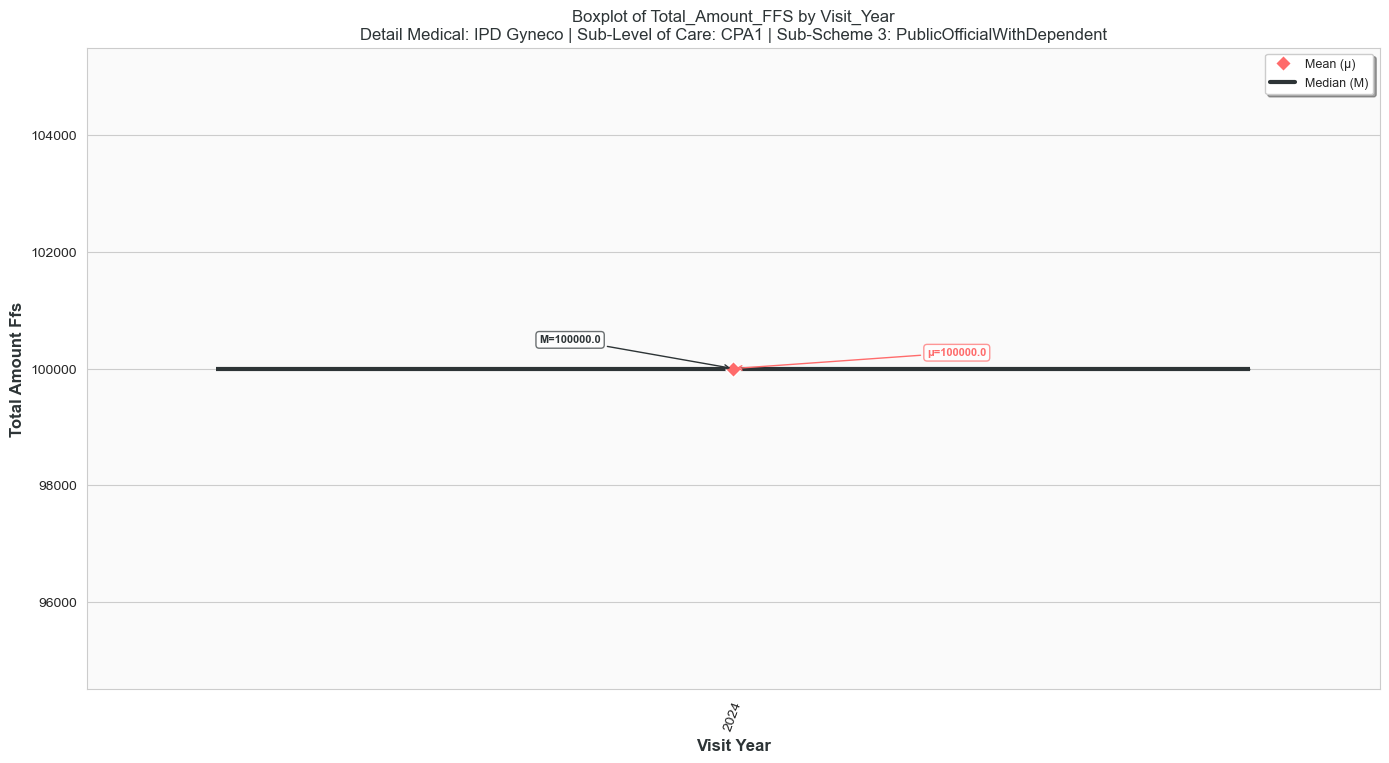 Boxplot of Total_Amount_FFS by Visit_Year
Detail Medical: IPD Gyneco | Sub-Level of Care: CPA1 | Sub-Scheme 3: PublicOfficialWithDependent
Mean (μ)
Median (M)
104000
102000
100000
98000
96000
Total Amount Ffs
M=100000.0
μ=100000.0
2024
Visit Year